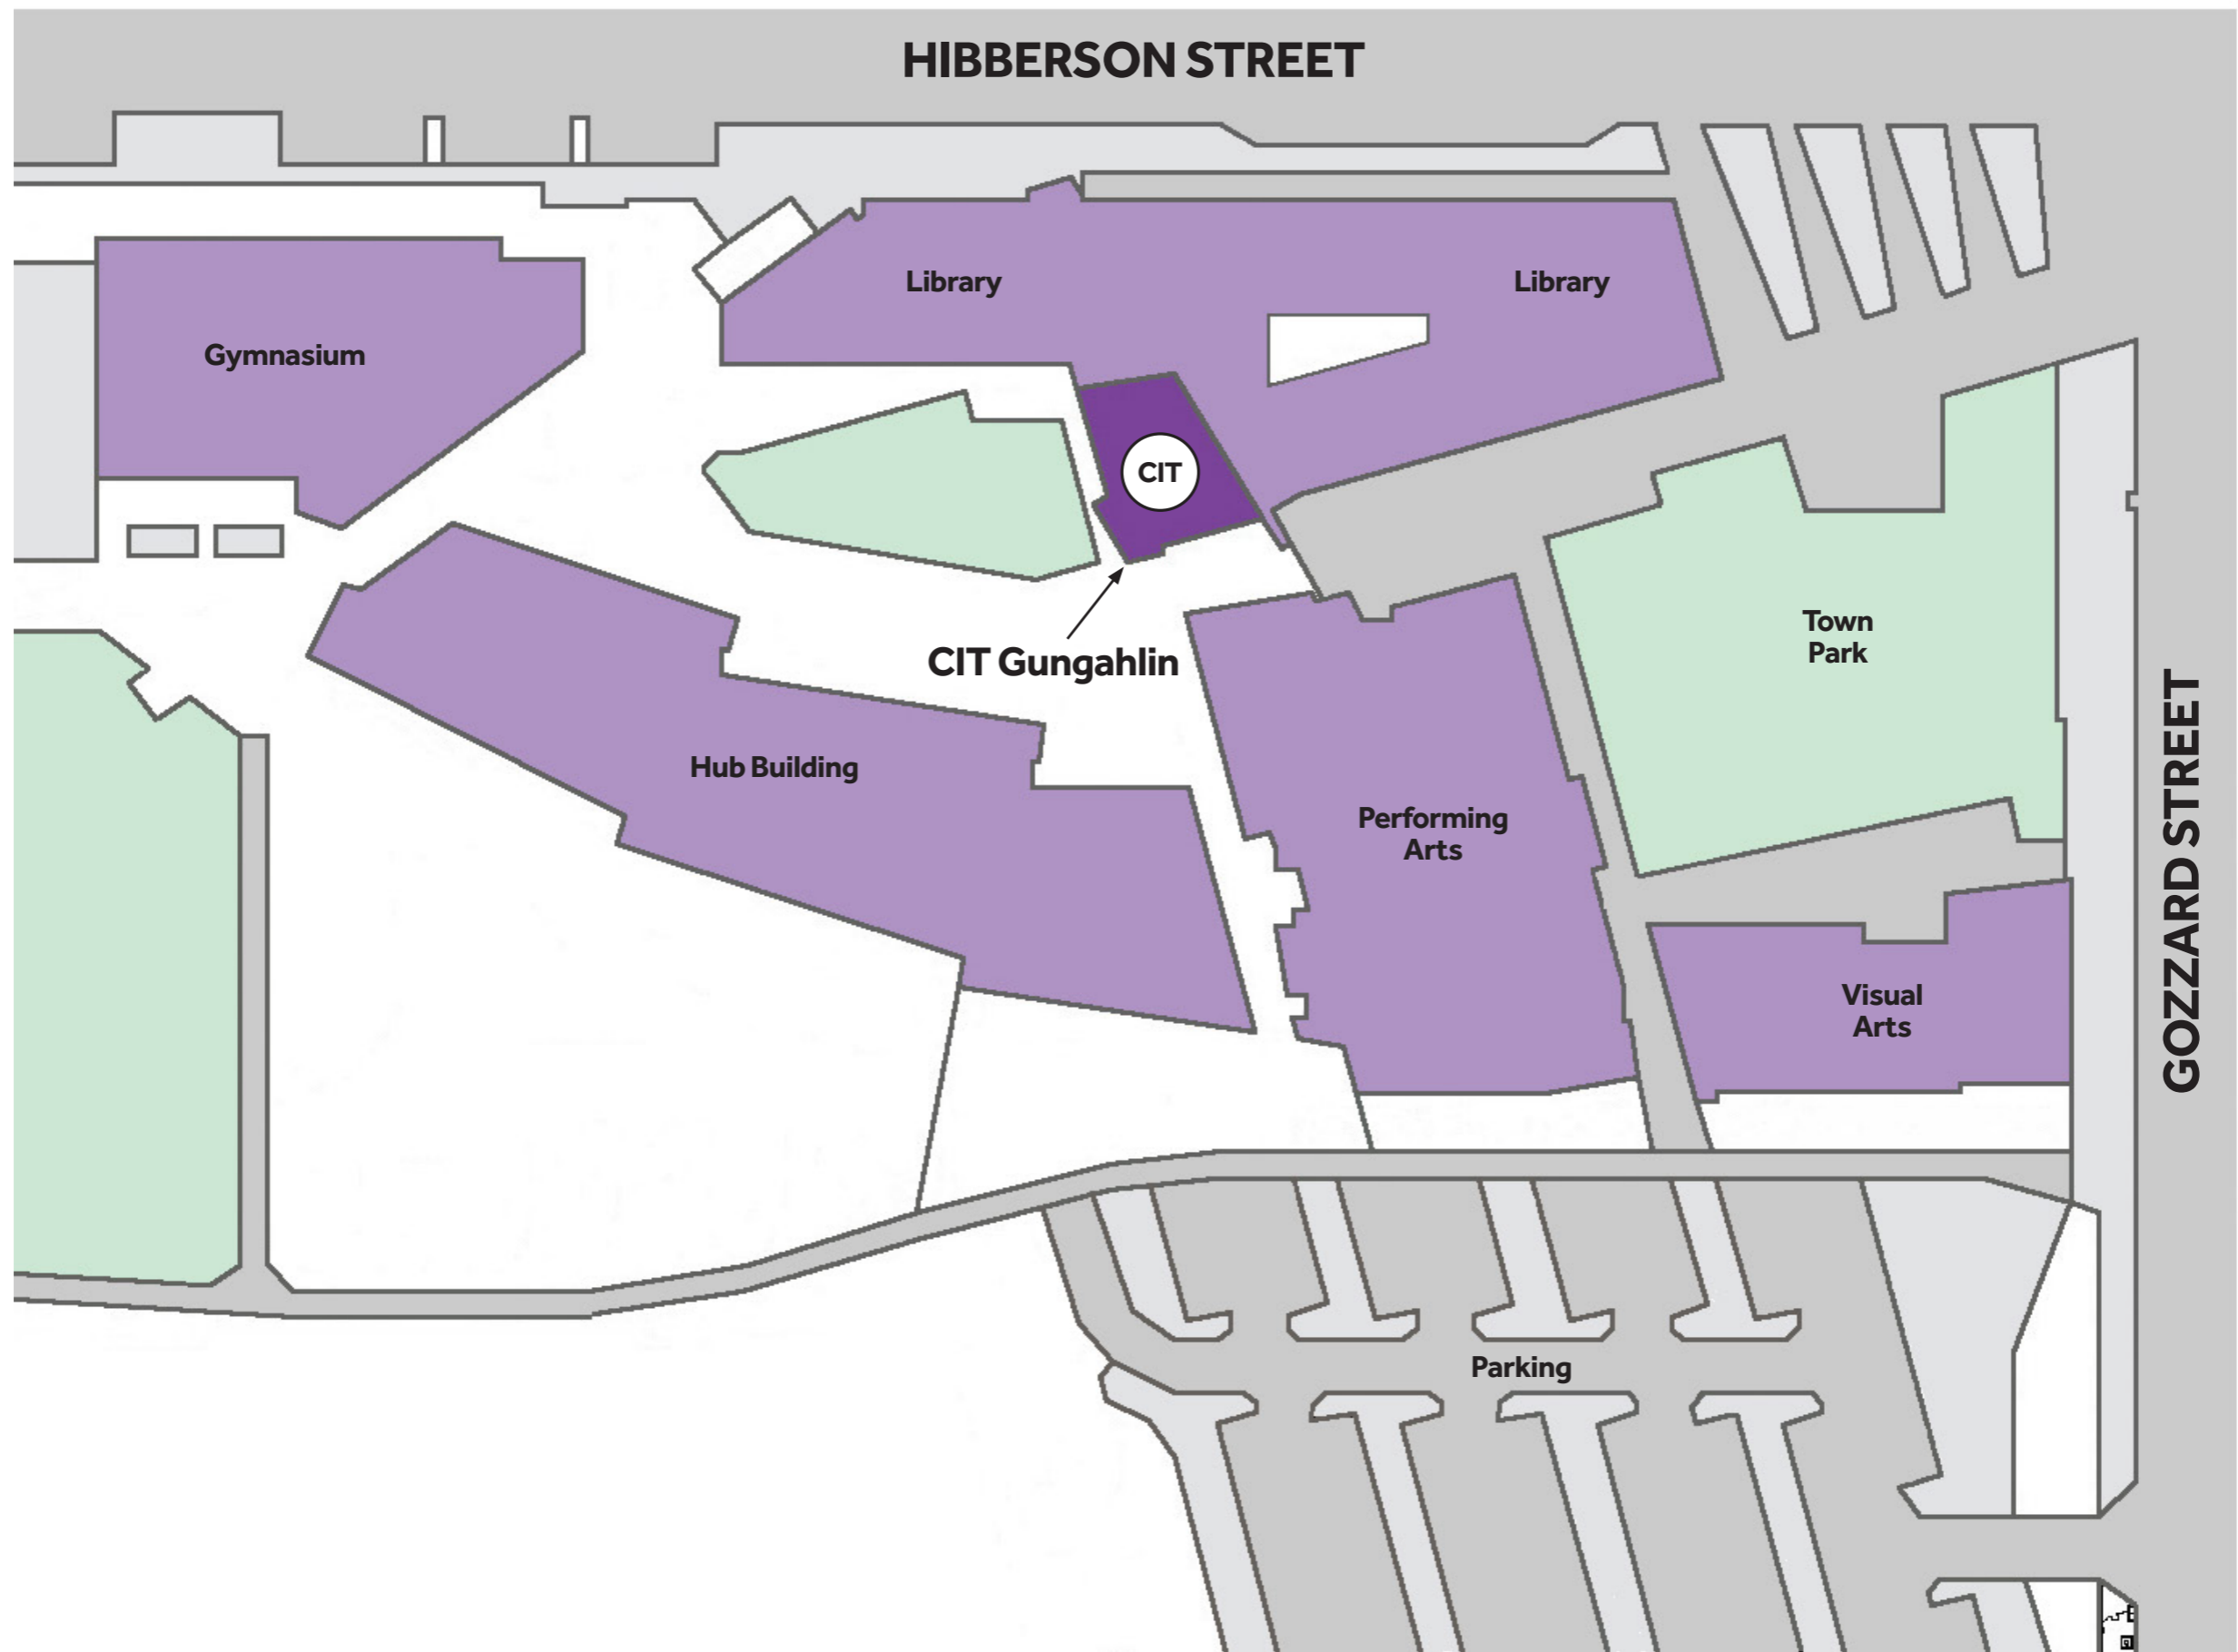 HIBBERSON STREET
Library
Library
Gymnasium
CIT
Town
Park
CIT Gungahlin
GOZZARD STREET
Hub Building
Performing
Arts
Visual
Arts
Parking